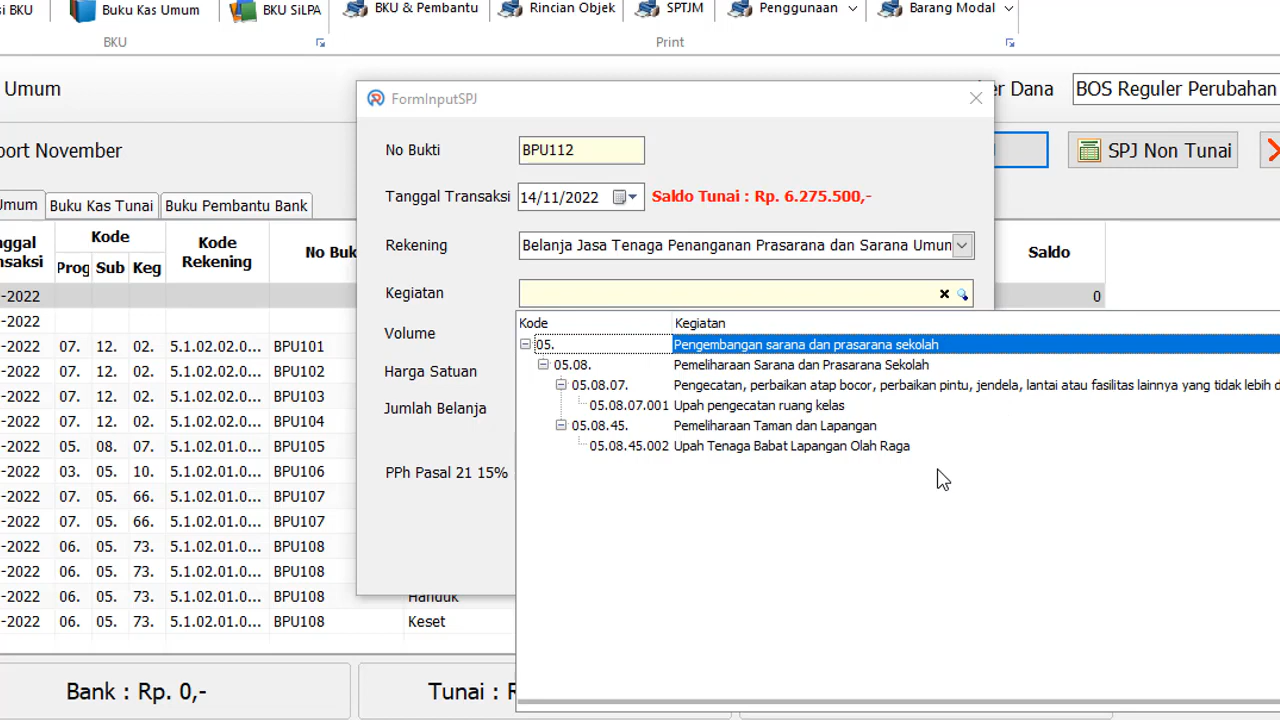 si BKU Buku Kas Umum BKU SiLPA BKU & Pembantu Rincian Objek SPTJM Penggunaan Barang Modal
BKU Print
Umum er Dana BOS Reguler Perubahan
port November SPJ Non Tunai
FormInputSPJ
No Bukti BPU112
Tanggal Transaksi 14/11/2022 Saldo Tunai : Rp. 6.275.500,-
Rekening Belanja Jasa Tenaga Penanganan Prasarana dan Sarana Umum
Kegiatan
Volume
Harga Satuan
Jumlah Belanja
PPh Pasal 21 15%
Kode Kegiatan
05. Pengembangan sarana dan prasarana sekolah
05.08. Pemeliharaan Sarana dan Prasarana Sekolah
05.08.07. Pengecatan, perbaikan atap bocor, perbaikan pintu, jendela, lantai atau fasilitas lainnya yang tidak lebih d
05.08.07.001 Upah pengecatan ruang kelas
05.08.45. Pemeliharaan Taman dan Lapangan
05.08.45.002 Upah Tenaga Babat Lapangan Olah Raga
Umum Buku Kas Tunai Buku Pembantu Bank
nggal Kode Kode No Buk Saldo
nsaksi Prog Sub Keg Rekening
-2022 0
-2022
-2022 07. 12. 02. 5.1.02.02.0... BPU101
-2022 07. 12. 02. 5.1.02.02.0... BPU102
-2022 07. 12. 02. 5.1.02.02.0... BPU103
-2022 07. 12. 02. 5.1.02.02.0... BPU104
-2022 05. 08. 07. 5.1.02.01.0... BPU105
-2022 03. 05. 10. 5.1.02.01.0... BPU106
-2022 07. 05. 66. 5.1.02.01.0... BPU107
-2022 07. 05. 66. 5.1.02.01.0... BPU107
-2022 06. 05. 73. 5.1.02.01.0... BPU108
-2022 06. 05. 73. 5.1.02.01.0... BPU108
-2022 06. 05. 73. 5.1.02.01.0... BPU108 Handuk
-2022 06. 05. 73. 5.1.02.01.0... BPU108 Keset
Bank : Rp. 0,- Tunai :